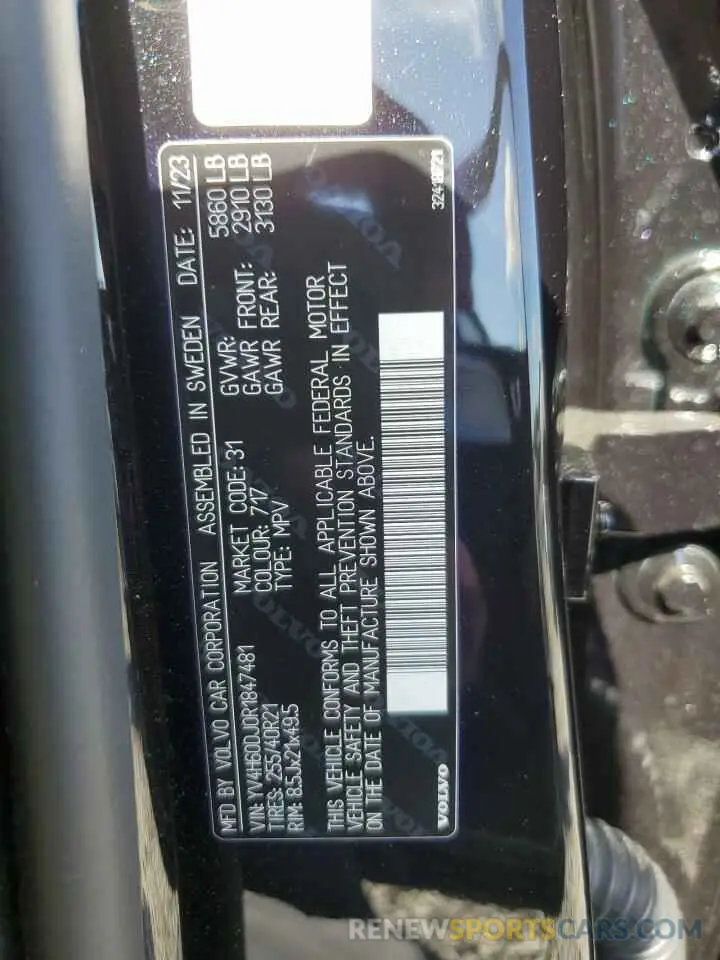 MFD BY VOLVO CAR CORPORATION ASSEMBLED IN SWEDEN DATE: 11/23
VIN: YV4H60DJ0R1847481 MARKET CODE: 31 GVWR: 5860 LB
TIRES: 255/40R21 COLOUR: 717 GAWR FRONT: 2910 LB
RIM: 8.5Jx21x49.5 TYPE: MPV GAWR REAR: 3130 LB
THIS VEHICLE CONFORMS TO ALL APPLICABLE FEDERAL MOTOR
VEHICLE SAFETY AND THEFT PREVENTION STANDARDS IN EFFECT
ON THE DATE OF MANUFACTURE SHOWN ABOVE.
VOLVO
RENEWSPORTSCARS.COM